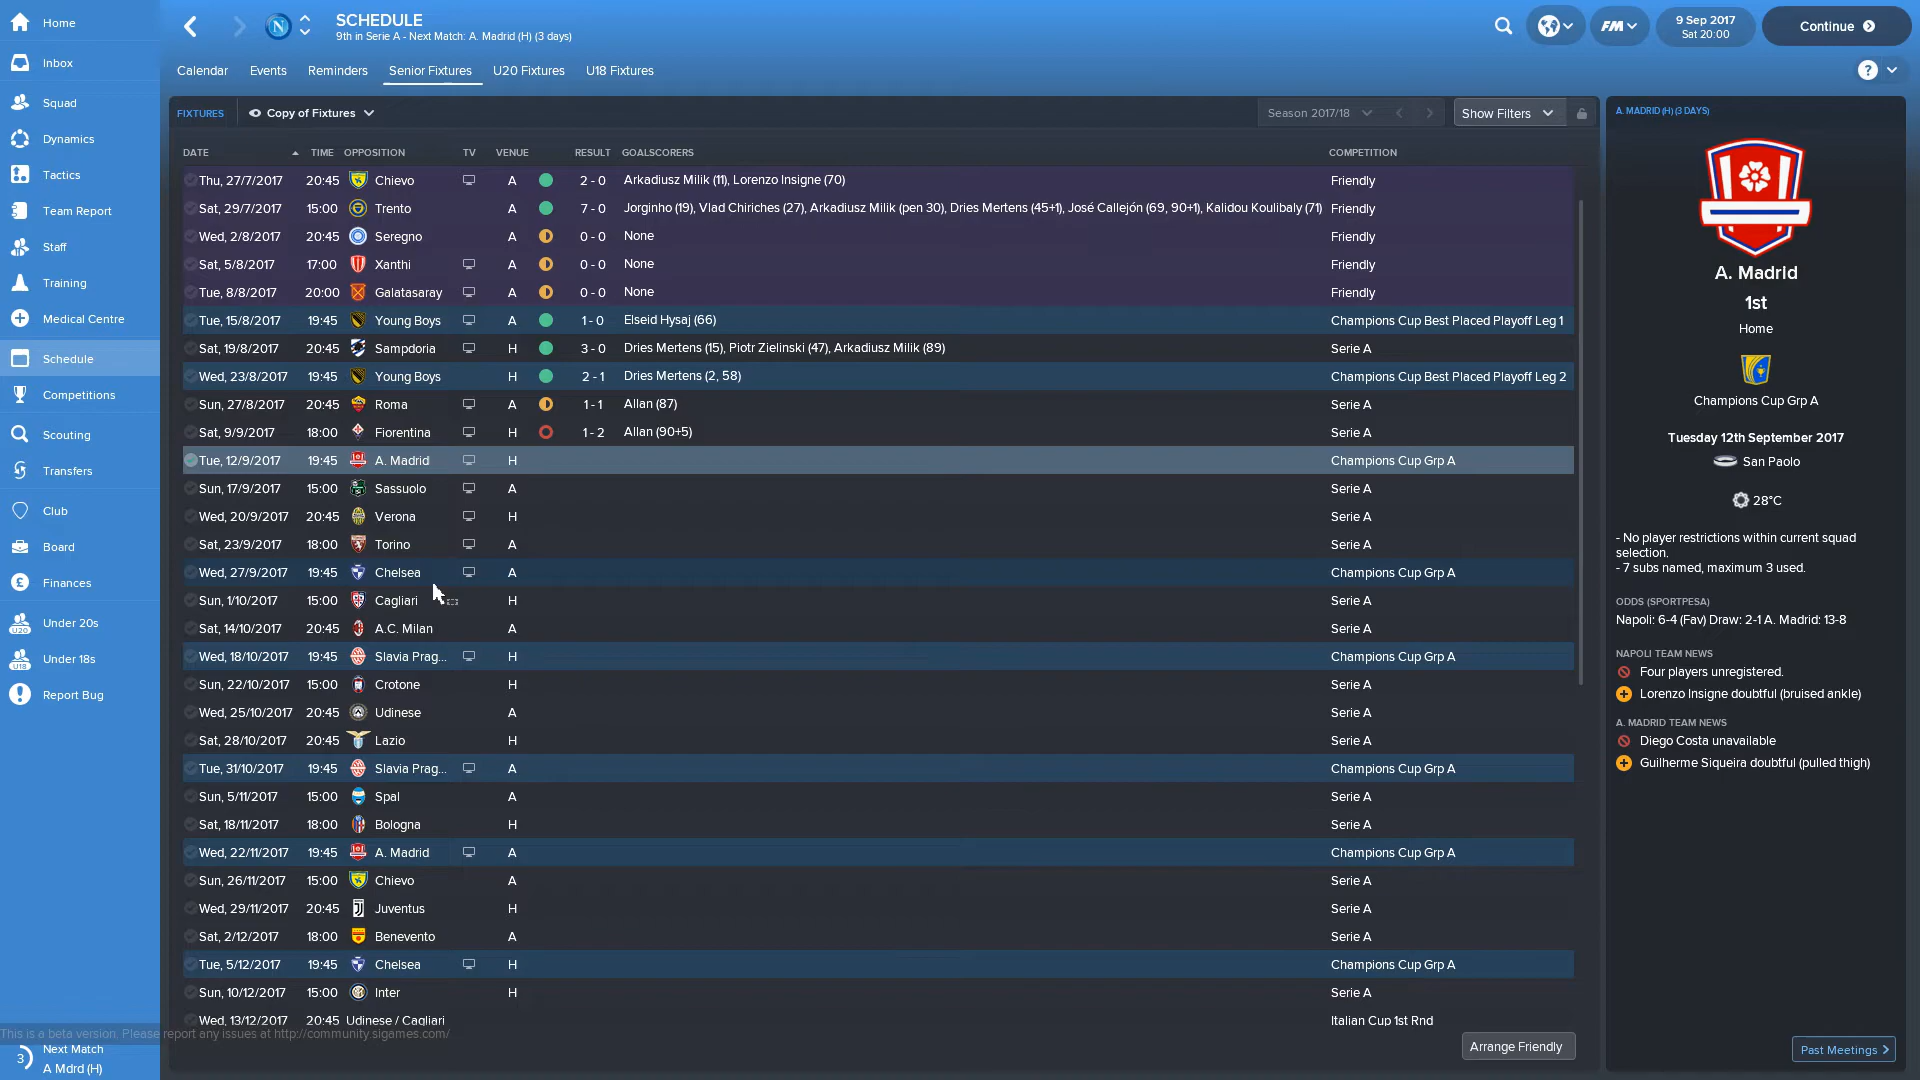 Home
Inbox
Squad
Dynamics
Tactics
Team Report
Staff
Training
Medical Centre
Schedule
Competitions
Scouting
Transfers
Club
Board
Finances
U20 Under 20s
U18 Under 18s
Report Bug
This is a beta version. Please report any issues at http://community.sigames.com/
3 Next Match
A Mdrd (H)
N SCHEDULE
9th in Serie A - Next Match: A. Madrid (H) (3 days)
FM 9 Sep 2017 Continue
Sat 20:00
Calendar Events Reminders Senior Fixtures U20 Fixtures U18 Fixtures ?
FIXTURES Copy of Fixtures Season 2017/18 Show Filters
DATE TIME OPPOSITION TV VENUE RESULT GOALSCORERS COMPETITION
Thu, 27/7/2017 20:45 Chievo A 2 - 0 Arkadiusz Milik (11), Lorenzo Insigne (70) Friendly
Sat, 29/7/2017 15:00 Trento A 7 - 0 Jorginho (19), Vlad Chiriches (27), Arkadiusz Milik (pen 30), Dries Mertens (45+1), José Callejón (69, 90+1), Kalidou Koulibaly (71) Friendly
Wed, 2/8/2017 20:45 Seregno A 0 - 0 None Friendly
Sat, 5/8/2017 17:00 Xanthi A 0 - 0 None Friendly
Tue, 8/8/2017 20:00 Galatasaray A 0 - 0 None Friendly
Tue, 15/8/2017 19:45 Young Boys A 1 - 0 Elseid Hysaj (66) Champions Cup Best Placed Playoff Leg 1
Sat, 19/8/2017 20:45 Sampdoria H 3 - 0 Dries Mertens (15), Piotr Zielinski (47), Arkadiusz Milik (89) Serie A
Wed, 23/8/2017 19:45 Young Boys H 2 - 1 Dries Mertens (2, 58) Champions Cup Best Placed Playoff Leg 2
Sun, 27/8/2017 20:45 Roma A 1 - 1 Allan (87) Serie A
Sat, 9/9/2017 18:00 Fiorentina H 1 - 2 Allan (90+5) Serie A
Tue, 12/9/2017 19:45 A. Madrid H Champions Cup Grp A
Sun, 17/9/2017 15:00 Sassuolo A Serie A
Wed, 20/9/2017 20:45 Verona H Serie A
Sat, 23/9/2017 18:00 Torino A Serie A
Wed, 27/9/2017 19:45 Chelsea A Champions Cup Grp A
Sun, 1/10/2017 15:00 Cagliari H Serie A
Sat, 14/10/2017 20:45 A.C. Milan A Serie A
Wed, 18/10/2017 19:45 Slavia Prag... H Champions Cup Grp A
Sun, 22/10/2017 15:00 Crotone H Serie A
Wed, 25/10/2017 20:45 Udinese A Serie A
Sat, 28/10/2017 20:45 Lazio H Serie A
Tue, 31/10/2017 19:45 Slavia Prag... A Champions Cup Grp A
Sun, 5/11/2017 15:00 Spal A Serie A
Sat, 18/11/2017 18:00 Bologna H Serie A
Wed, 22/11/2017 19:45 A. Madrid A Champions Cup Grp A
Sun, 26/11/2017 15:00 Chievo A Serie A
Wed, 29/11/2017 20:45 Juventus H Serie A
Sat, 2/12/2017 18:00 Benevento A Serie A
Tue, 5/12/2017 19:45 Chelsea H Champions Cup Grp A
Sun, 10/12/2017 15:00 Inter H Serie A
Wed, 13/12/2017 20:45 Udinese / Cagliari Italian Cup 1st Rnd
Arrange Friendly
A. MADRID (H) (3 DAYS)
A. Madrid
1st
Home
Champions Cup Grp A
Tuesday 12th September 2017
San Paolo
28°C
- No player restrictions within current squad
selection.
- 7 subs named, maximum 3 used.
ODDS (SPORTPESA)
Napoli: 6-4 (Fav) Draw: 2-1 A. Madrid: 13-8
NAPOLI TEAM NEWS
Four players unregistered.
Lorenzo Insigne doubtful (bruised ankle)
A. MADRID TEAM NEWS
Diego Costa unavailable
Guilherme Siqueira doubtful (pulled thigh)
Past Meetings